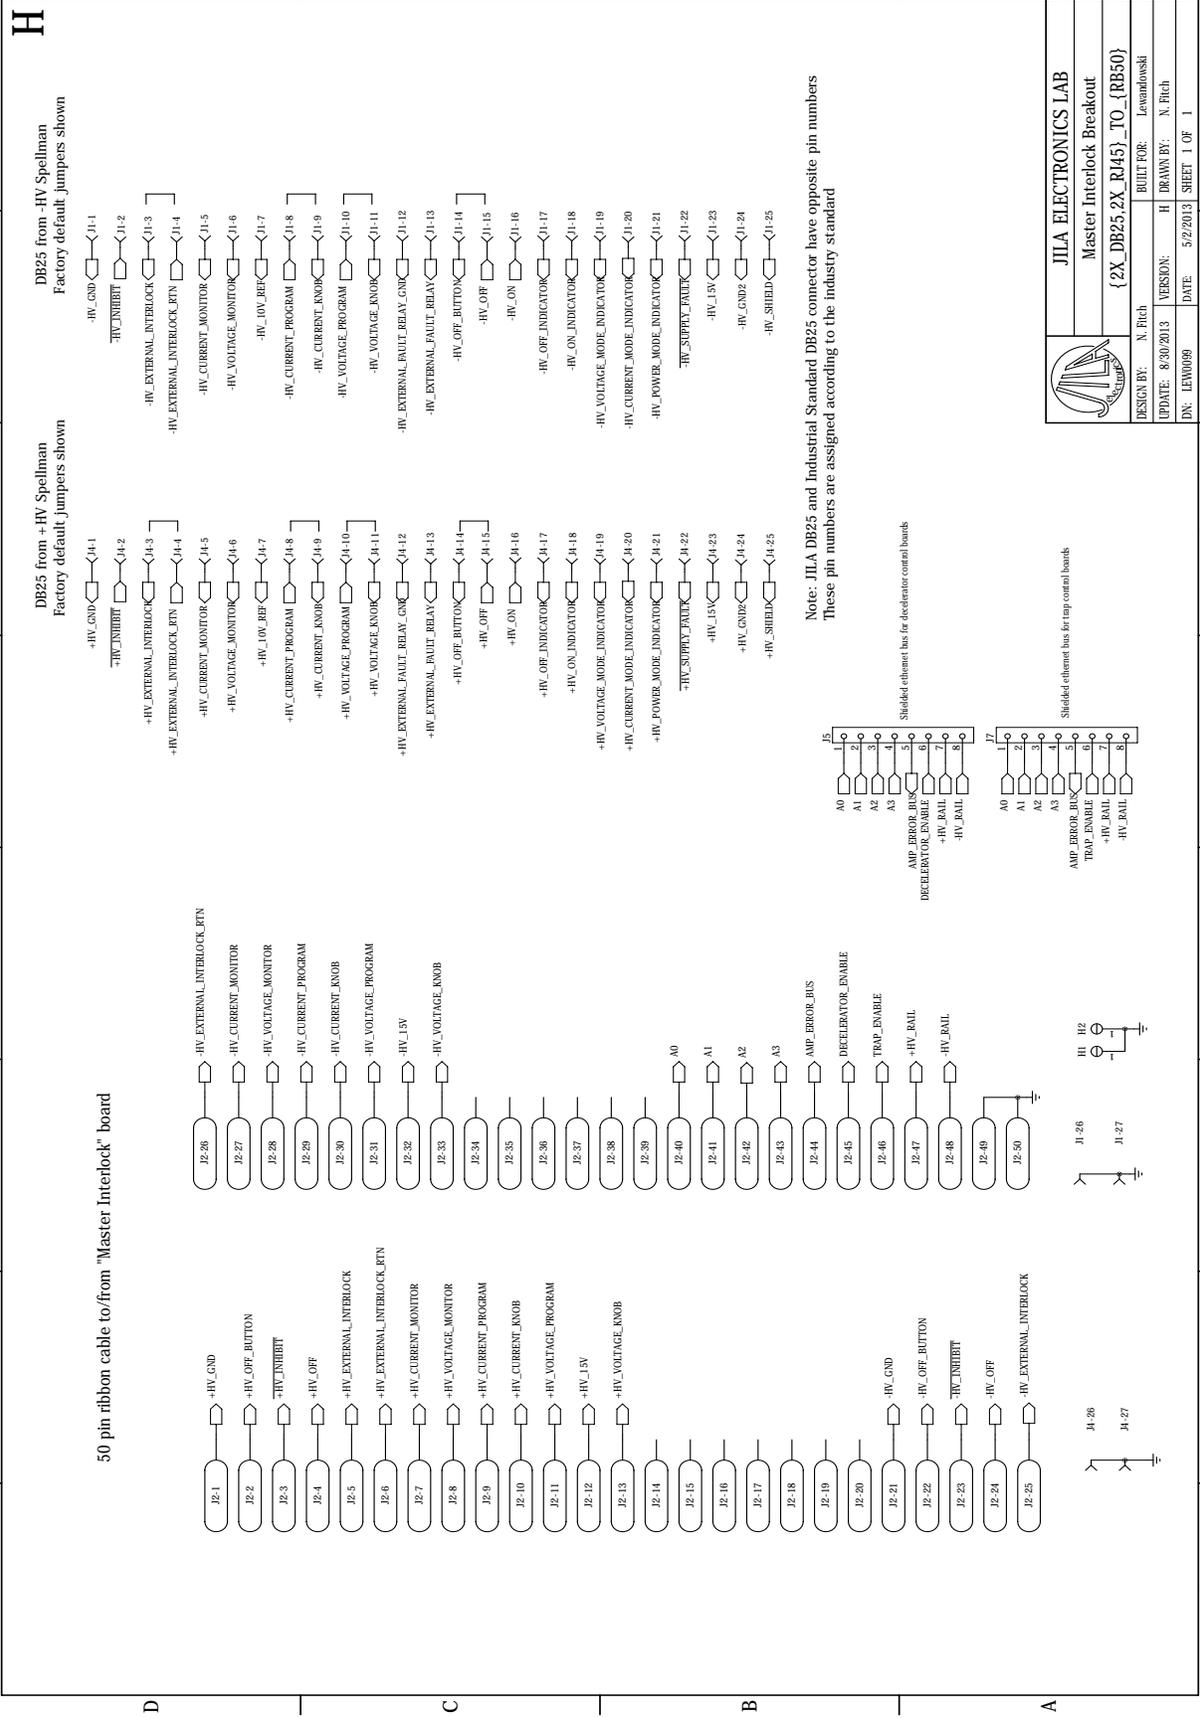 H
50 pin ribbon cable to/from "Master Interlock" board
J2-1 +HV_GND
J2-2 +HV_OFF_BUTTON
J2-3 +HV_INHIBIT
J2-4 +HV_OFF
J2-5 +HV_EXTERNAL_INTERLOCK
J2-6 +HV_EXTERNAL_INTERLOCK_RTN
J2-7 +HV_CURRENT_MONITOR
J2-8 +HV_VOLTAGE_MONITOR
J2-9 +HV_CURRENT_PROGRAM
J2-10 +HV_CURRENT_KNOB
J2-11 +HV_VOLTAGE_PROGRAM
J2-12 +HV_15V
J2-13 +HV_VOLTAGE_KNOB
J2-14
J2-15
J2-16
J2-17
J2-18
J2-19
J2-20
J2-21 -HV_GND
J2-22 -HV_OFF_BUTTON
J2-23 -HV_INHIBIT
J2-24 -HV_OFF
J2-25 -HV_EXTERNAL_INTERLOCK
J4-26
J4-27
J2-26 -HV_EXTERNAL_INTERLOCK_RTN
J2-27 -HV_CURRENT_MONITOR
J2-28 -HV_VOLTAGE_MONITOR
J2-29 -HV_CURRENT_PROGRAM
J2-30 -HV_CURRENT_KNOB
J2-31 -HV_VOLTAGE_PROGRAM
J2-32 -HV_15V
J2-33 -HV_VOLTAGE_KNOB
J2-34
J2-35
J2-36
J2-37
J2-38
J2-39
J2-40 A0
J2-41 A1
J2-42 A2
J2-43 A3
J2-44 AMP_ERROR_BUS
J2-45 DECELERATOR_ENABLE
J2-46 TRAP_ENABLE
J2-47 +HV_RAIL
J2-48 -HV_RAIL
J2-49
J2-50
J1-26
J1-27
H1 1
H2 1
DB25 from +HV Spellman
Factory default jumpers shown
+HV_GND J4-1
+HV_INHIBIT J4-2
+HV_EXTERNAL_INTERLOCK J4-3
+HV_EXTERNAL_INTERLOCK_RTN J4-4
+HV_CURRENT_MONITOR J4-5
+HV_VOLTAGE_MONITOR J4-6
+HV_10V_REF J4-7
+HV_CURRENT_PROGRAM J4-8
+HV_CURRENT_KNOB J4-9
+HV_VOLTAGE_PROGRAM J4-10
+HV_VOLTAGE_KNOB J4-11
+HV_EXTERNAL_FAULT_RELAY_GND J4-12
+HV_EXTERNAL_FAULT_RELAY J4-13
+HV_OFF_BUTTON J4-14
+HV_OFF J4-15
+HV_ON J4-16
+HV_OFF_INDICATOR J4-17
+HV_ON_INDICATOR J4-18
+HV_VOLTAGE_MODE_INDICATOR J4-19
+HV_CURRENT_MODE_INDICATOR J4-20
+HV_POWER_MODE_INDICATOR J4-21
+HV_SUPPLY_FAULT J4-22
+HV_15V J4-23
+HV_GND2 J4-24
+HV_SHIELD J4-25
DB25 from -HV Spellman
Factory default jumpers shown
-HV_GND J1-1
-HV_INHIBIT J1-2
-HV_EXTERNAL_INTERLOCK J1-3
-HV_EXTERNAL_INTERLOCK_RTN J1-4
-HV_CURRENT_MONITOR J1-5
-HV_VOLTAGE_MONITOR J1-6
-HV_10V_REF J1-7
-HV_CURRENT_PROGRAM J1-8
-HV_CURRENT_KNOB J1-9
-HV_VOLTAGE_PROGRAM J1-10
-HV_VOLTAGE_KNOB J1-11
-HV_EXTERNAL_FAULT_RELAY_GND J1-12
-HV_EXTERNAL_FAULT_RELAY J1-13
-HV_OFF_BUTTON J1-14
-HV_OFF J1-15
-HV_ON J1-16
-HV_OFF_INDICATOR J1-17
-HV_ON_INDICATOR J1-18
-HV_VOLTAGE_MODE_INDICATOR J1-19
-HV_CURRENT_MODE_INDICATOR J1-20
-HV_POWER_MODE_INDICATOR J1-21
-HV_SUPPLY_FAULT J1-22
-HV_15V J1-23
-HV_GND2 J1-24
-HV_SHIELD J1-25
Note: JILA DB25 and Industrial Standard DB25 connector have opposite pin numbers
These pin numbers are assigned according to the industry standard
J5
A0 1
A1 2
A2 3
A3 4
AMP_ERROR_BUS 5
DECELERATOR_ENABLE 6
+HV_RAIL 7
-HV_RAIL 8
Shielded ethernet bus for decelerator control boards
J7
A0 1
A1 2
A2 3
A3 4
AMP_ERROR_BUS 5
TRAP_ENABLE 6
+HV_RAIL 7
-HV_RAIL 8
Shielded ethernet bus for trap control boards
JILA electronics
JILA ELECTRONICS LAB
Master Interlock Breakout
{2X_DB25,2X_RJ45}_TO_{RB50}
DESIGN BY: N. Fitch BUILT FOR: Lewandowski
UPDATE: 8/30/2013 VERSION: H DRAWN BY: N. Fitch
DN: LEW0099 DATE: 5/2/2013 SHEET 1 OF 1
D
C
B
A